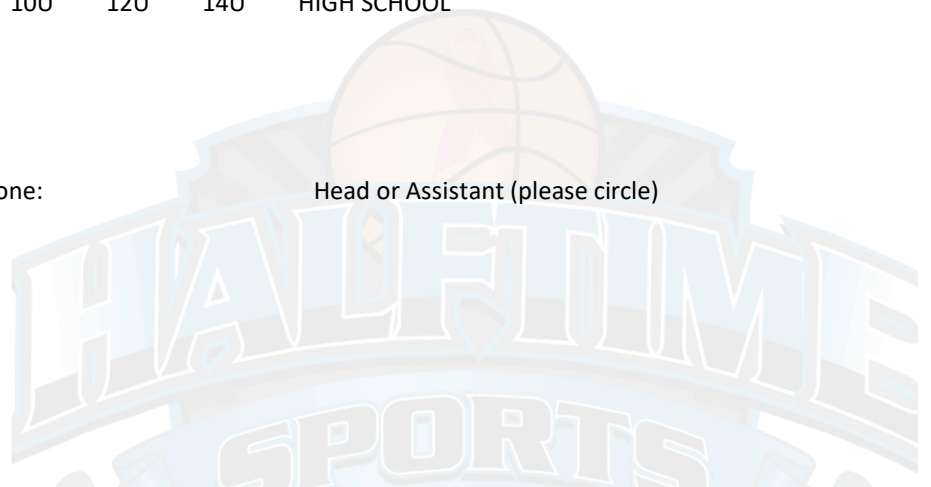 10U 12U 14U HIGH SCHOOL
one: Head or Assistant (please circle)
HALFTIME
SPORTS